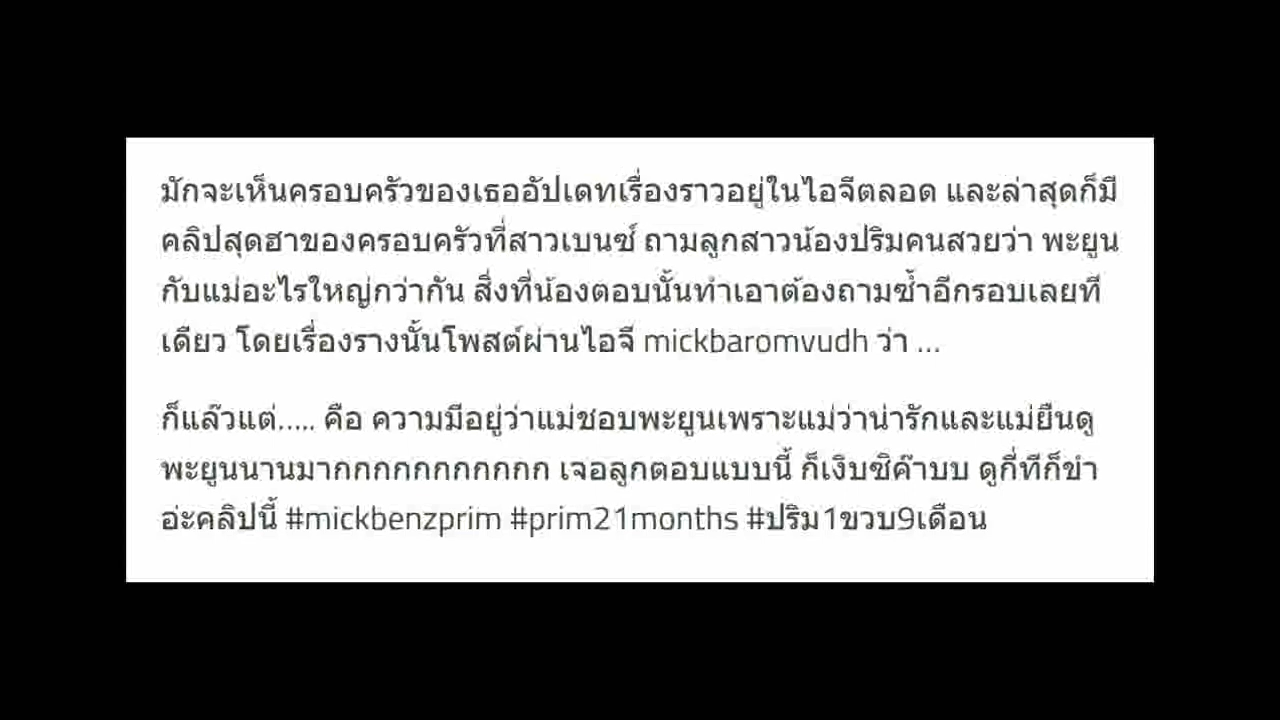 มักจะเห็นครอบครัวของเธออัปเดทเรื่องราวอยู่ในไอจีตลอด และล่าสุดก็มี
คลิปสุดฮาของครอบครัวที่สาวเบนซ์ ถามลูกสาวน้องปริมคนสวยว่า พะยูน
กับแม่อะไรใหญ่กว่ากัน สิ่งที่น้องตอบนั้นทำเอาต้องถามซ้ำอีกรอบเลยที
เดียว โดยเรื่องรางนั้นโพสต์ผ่านไอจี mickbaromvudh ว่า ...
ก็แล๊วแต่..... คือ ความมีอยู่ว่าแม่ชอบพะยูนเพราะแม่ว่าน่ารักและแม่ยืนดู
พะยูนนานมากกกกกกกกกกก เจอลูกตอบแบบนี้ ก็เงิบซิค๊าบบ ดูกี่ทีก็ขำ
อ่ะคลิปนี้ #mickbenzprim #prim21months #ปริม1ขวบ9เดือน